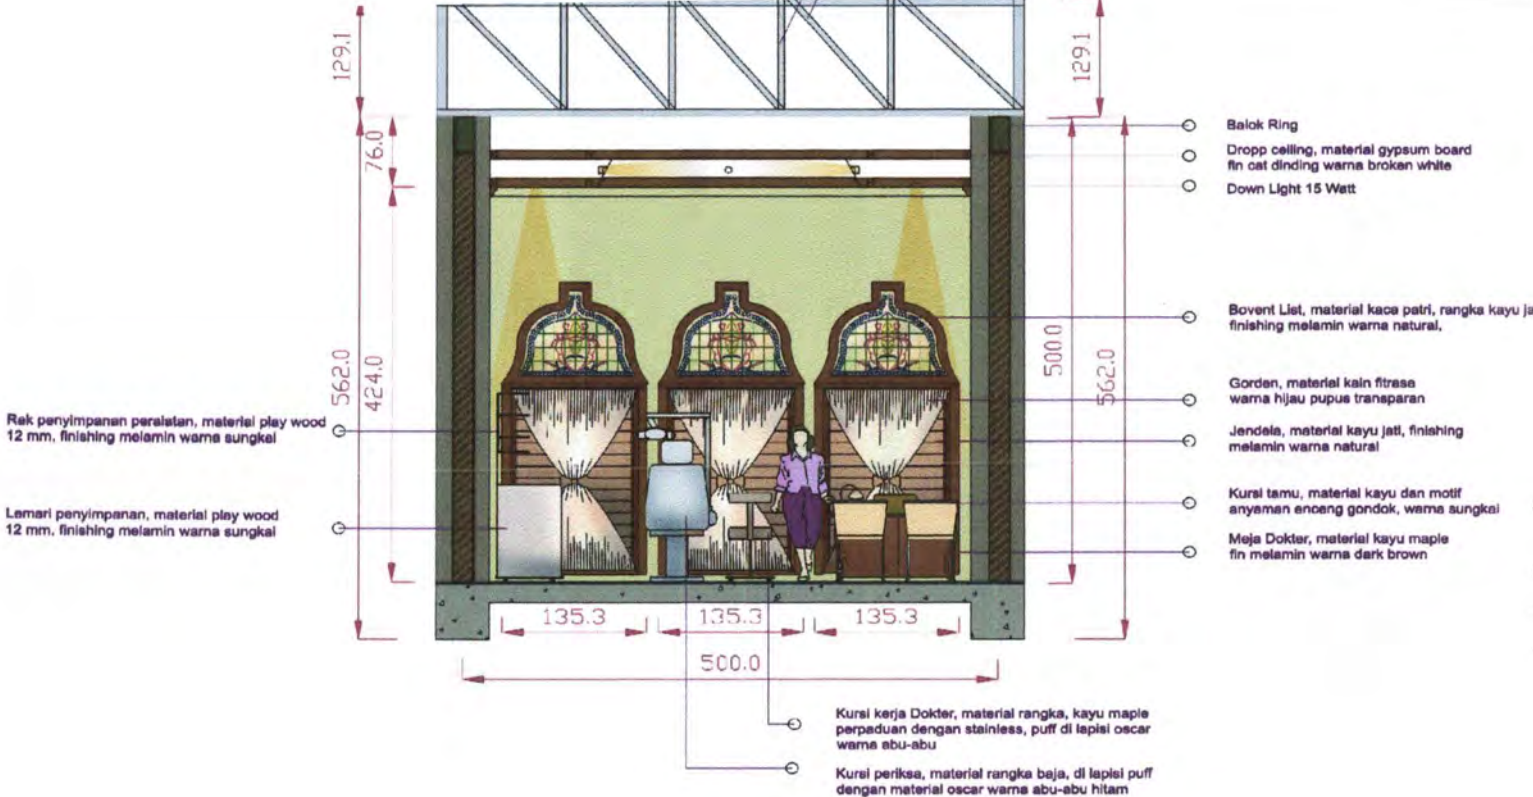 129.1
129.1
76.0
562.0
424.0
500.0
562.0
Balok Ring
Dropp ceiling, material gypsum board
fin cat dinding warna broken white
Down Light 15 Watt
Bovent List, material kaca patri, rangka kayu ja
finishing melamin warna natural,
Gorden, material kain fitrase
warna hijau pupus transparan
Jendela, material kayu jati, finishing
melamin warna natural
Kursi tamu, material kayu dan motif
anyaman enceng gondok, warna sungkai
Meja Dokter, material kayu maple
fin melamin warna dark brown
Rak penyimpanan peralatan, material play wood
12 mm, finishing melamin warna sungkai
Lemari penyimpanan, material play wood
12 mm, finishing melamin warna sungkai
135.3
135.3
135.3
500.0
Kursi kerja Dokter, material rangka, kayu maple
perpaduan dengan stainless, puff di lapisi oscar
warna abu-abu
Kursi periksa, material rangka baja, di lapisi puff
dengan material oscar warna abu-abu hitam